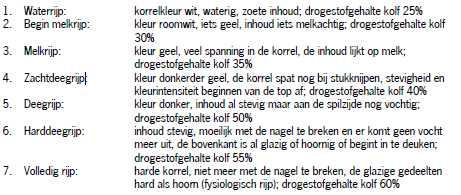 1. Waterrijp: korrelkleur wit, waterig, zoete inhoud; drogestofgehalte kolf 25%
2. Begin melkrijp: kleur roomwit, iets geel, inhoud iets melkachtig; drogestofgehalte kolf
30%
3. Melkrijp: kleur geel, veel spanning in de korrel, de inhoud lijkt op melk;
drogestofgehalte kolf 35%
4. Zachtdeegrijp: kleur donkerder geel, de korrel spat nog bij stukknijpen, stevigheid en
kleurintensiteit beginnen van de top af; drogestofgehalte kolf 40%
5. Deegrijp: kleur donker, inhoud al stevig maar aan de spilzijde nog vochtig;
drogestofgehalte kolf 50%
6. Harddeegrijp: inhoud stevig, moeilijk met de nagel te breken en er komt geen vocht
meer uit, de bovenkant is al glazig of hoornig of begint in te deuken;
drogestofgehalte kolf 55%
7. Volledig rijp: harde korrel, niet meer met de nagel te breken, de glazige gedeelten
hard als hoorn (fysiologisch rijp); drogestofgehalte kolf 60%